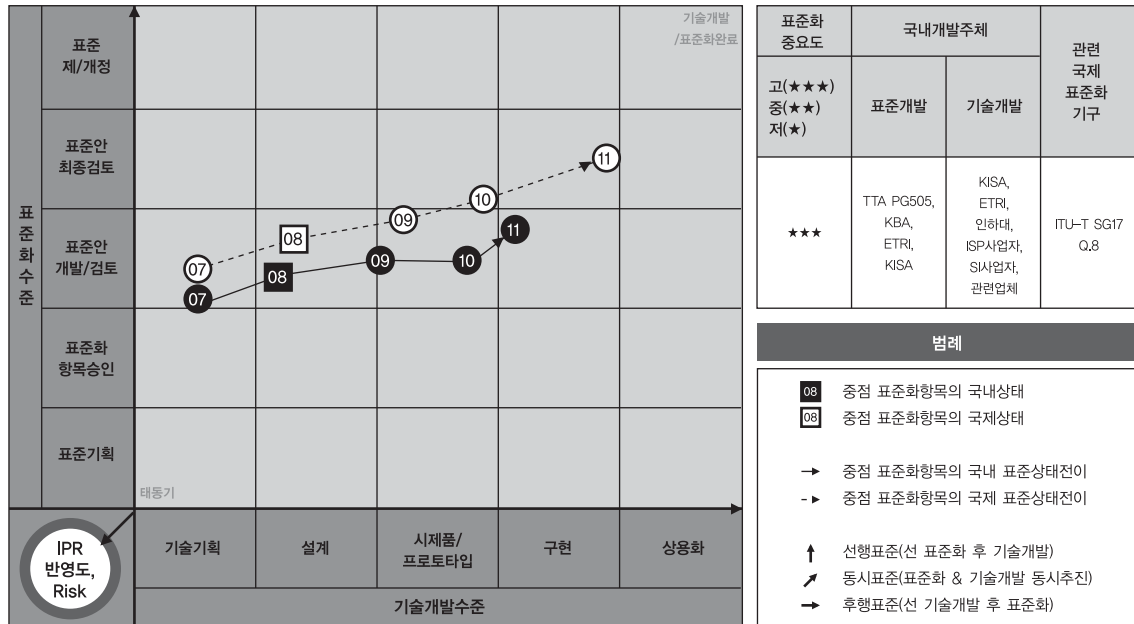 기술개발
/표준화완료
표준
제/개정
표준안
최종검토
표준안
개발/검토
표준화
항목승인
표준기획
표준화수준
07
08
09
10
11
07
08
09
10
11
태동기
IPR
반영도,
Risk
기술기획
설계
시제품/
프로토타입
구현
상용화
기술개발수준
표준화
중요도
국내개발주체
관련
국제
표준화
기구
고(★★★)
중(★★)
저(★)
표준개발
기술개발
★★★
TTA PG505,
KBA,
ETRI,
KISA
KISA,
ETRI,
인하대,
ISP사업자,
SI사업자,
관련업체
ITU-T SG17
Q.8
범례
08 중점 표준화항목의 국내상태
08 중점 표준화항목의 국제상태
중점 표준화항목의 국내 표준상태전이
중점 표준화항목의 국제 표준상태전이
선행표준(선 표준화 후 기술개발)
동시표준(표준화 & 기술개발 동시추진)
후행표준(선 기술개발 후 표준화)